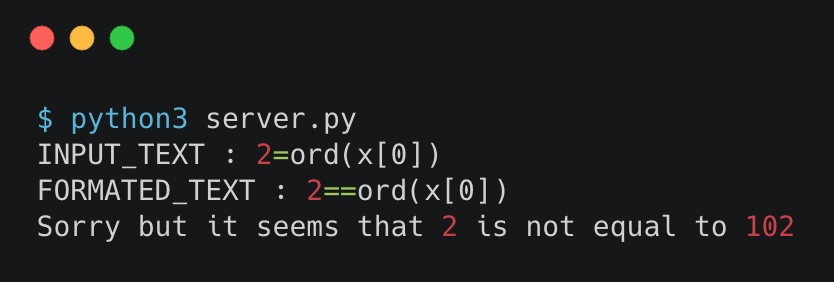 $ python3 server.py
INPUT_TEXT : 2=ord(x[0])
FORMATED_TEXT : 2==ord(x[0])
Sorry but it seems that 2 is not equal to 102